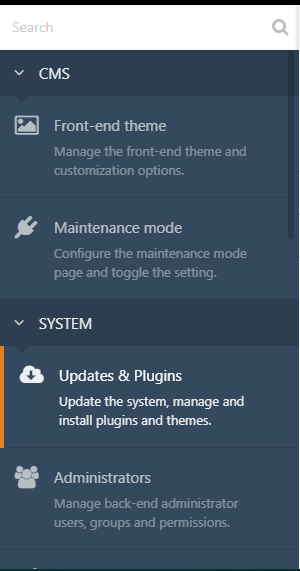 Search
CMS
Front-end theme
Manage the front-end theme and
customization options.
Maintenance mode
Configure the maintenance mode
page and toggle the setting.
SYSTEM
Updates & Plugins
Update the system, manage and
install plugins and themes.
Administrators
Manage back-end administrator
users, groups and permissions.